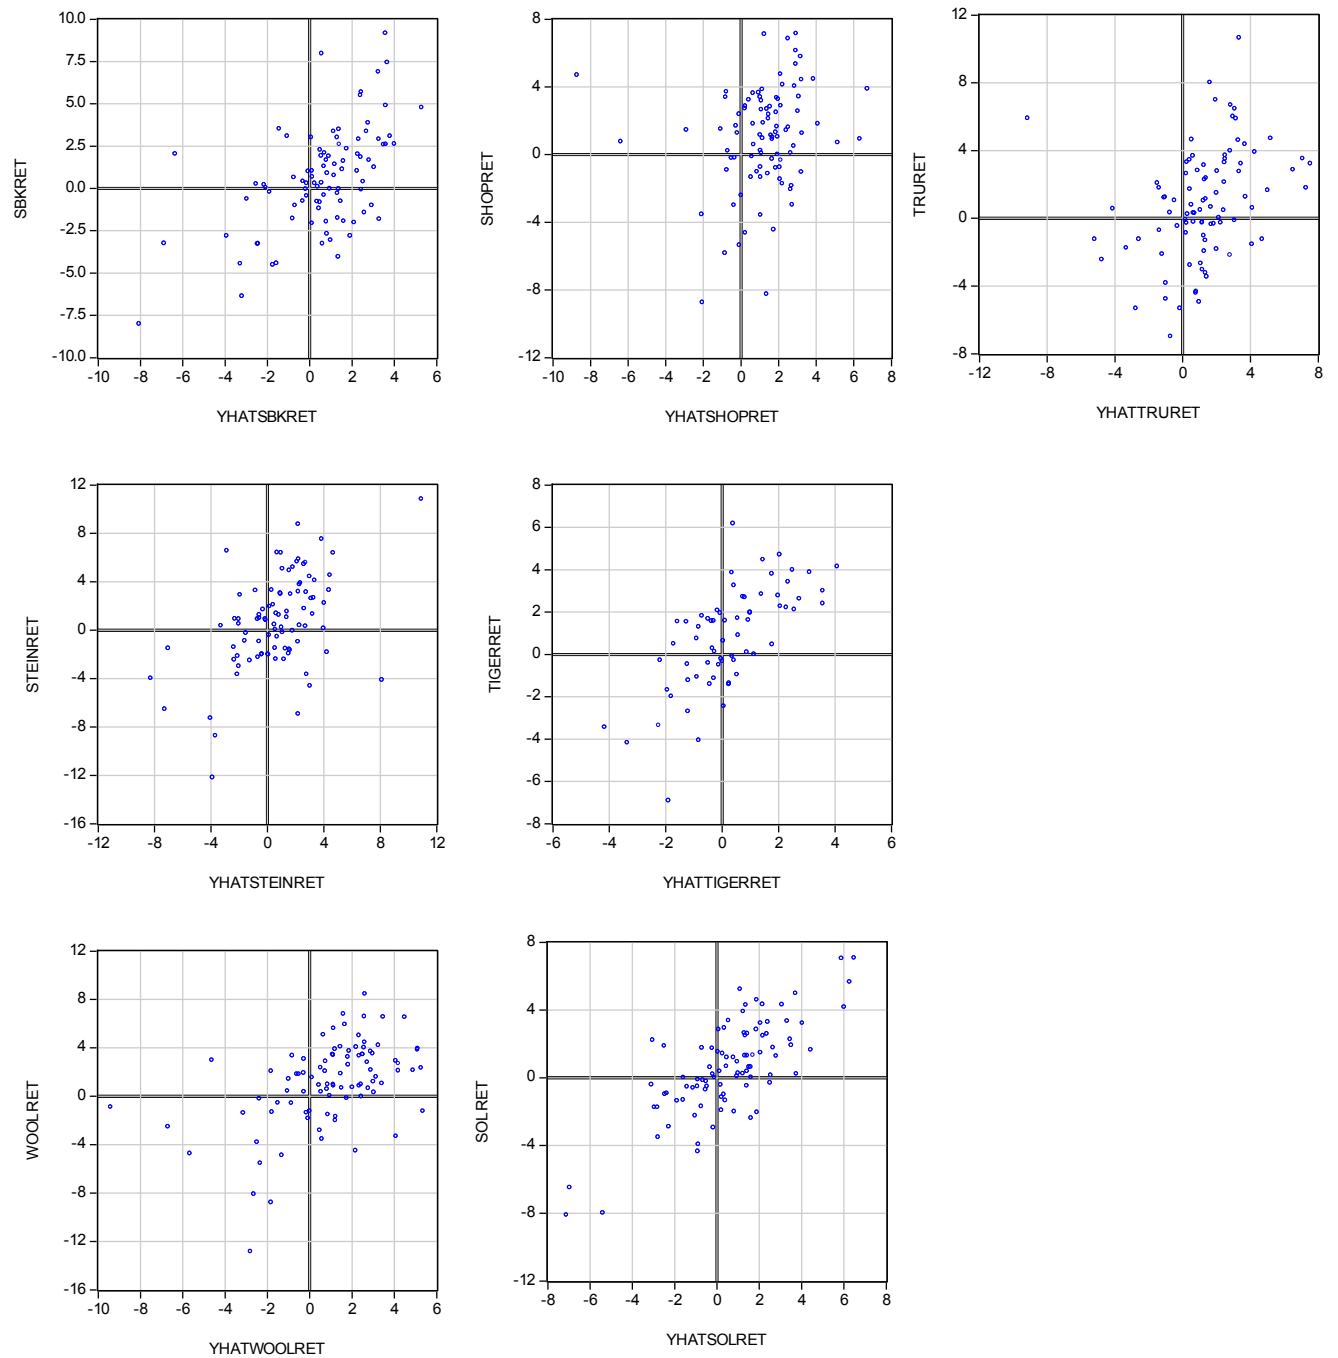 10.0
7.5
5.0
2.5
0.0
-2.5
-5.0
-7.5
-10.0
-10 -8 -6 -4 -2 0 2 4 6
SBKRET
YHATSBKRET
8
4
0
-4
-8
-12
-10 -8 -6 -4 -2 0 2 4 6 8
SHOPRET
YHATSHOPRET
12
8
4
0
-4
-8
-12 -8 -4 0 4 8
TRURET
YHATTRURET
12
8
4
0
-4
-8
-12
-16
-12 -8 -4 0 4 8 12
STEINRET
YHATSTEINRET
8
6
4
2
0
-2
-4
-6
-8
-6 -4 -2 0 2 4 6
TIGERRET
YHATTIGERRET
12
8
4
0
-4
-8
-12
-16
-10 -8 -6 -4 -2 0 2 4 6
WOOLRET
YHATWOOLRET
8
4
0
-4
-8
-12
-8 -6 -4 -2 0 2 4 6 8
SOLRET
YHATSOLRET